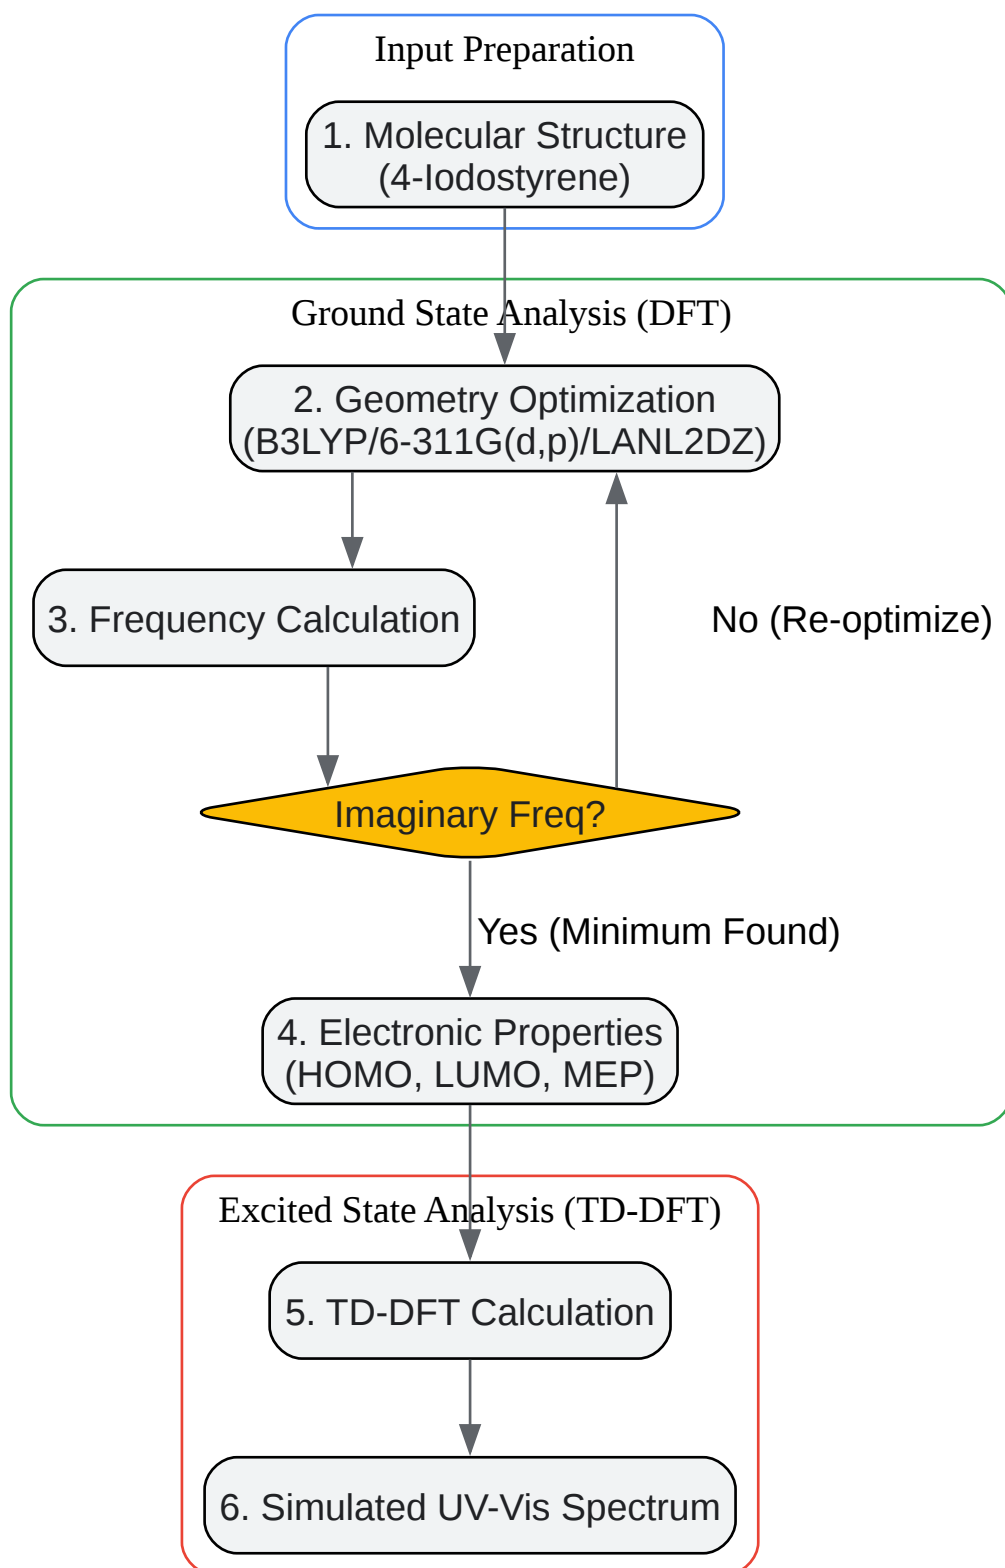 Input Preparation
1. Molecular Structure
(4-Iodostyrene)
Ground State Analysis (DFT)
2. Geometry Optimization
(B3LYP/6-311G(d,p)/LANL2DZ)
3. Frequency Calculation
No (Re-optimize)
Imaginary Freq?
Yes (Minimum Found)
4. Electronic Properties
(HOMO, LUMO, MEP)
Excited State Analysis (TD-DFT)
5. TD-DFT Calculation
6. Simulated UV-Vis Spectrum